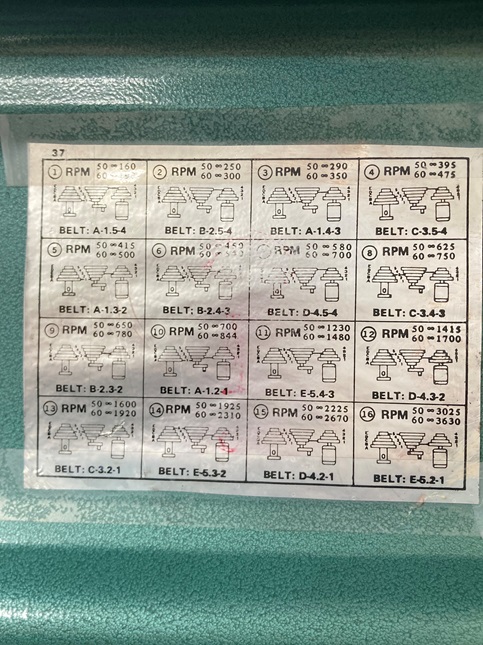 37
1 RPM 50∞160
60∞
BELT: A-1.5-4
2 RPM 50∞250
60∞300
BELT: B-2.5-4
3 RPM 50∞290
60∞350
BELT: A-1.4-3
4 RPM 50∞395
60∞475
BELT: C-3.5-4
5 RPM 50∞415
60∞500
BELT: A-1.3-2
6 RPM 50∞450
60∞
BELT: B-2.4-3
RPM 50∞580
60∞700
BELT: D-4.5-4
8 RPM 50∞625
60∞750
BELT: C-3.4-3
9 RPM 50∞650
60∞780
BELT: B-2.3-2
10 RPM 50∞700
60∞844
BELT: A-1.2-1
11 RPM 50∞1230
60∞1480
BELT: E-5.4-3
12 RPM 50∞1415
60∞1700
BELT: D-4.3-2
13 RPM 50∞1600
60∞1920
BELT: C-3.2-1
14 RPM 50∞1925
60∞2310
BELT: E-5.3-2
15 RPM 50∞2225
60∞2670
BELT: D-4.2-1
16 RPM 50∞3025
60∞3630
BELT: E-5.2-1